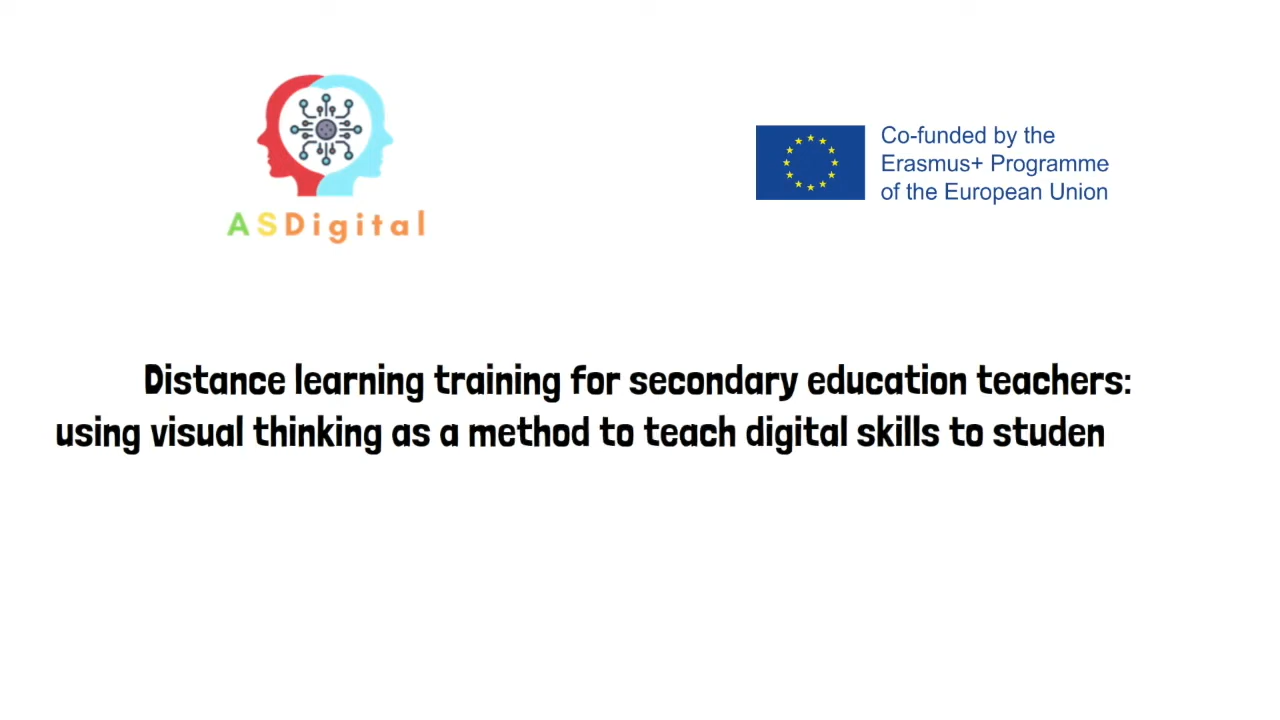 ASDigital
Co-funded by the
Erasmus+ Programme
of the European Union
Distance learning training for secondary education teachers:
using visual thinking as a method to teach digital skills to studen